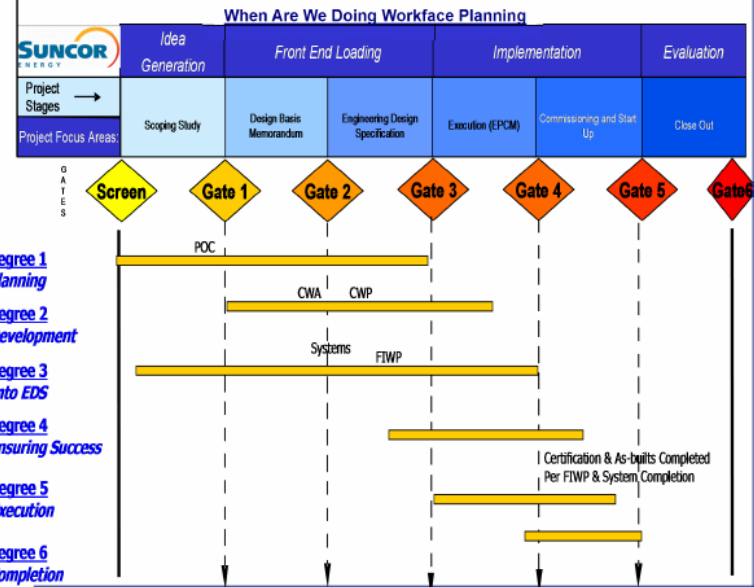 When Are We Doing Workface Planning
SUNCOR
ENERGY
Idea
Generation
Front End Loading
Implementation
Evaluation
Project
Stages
Project Focus Areas:
Scoping Study
Design Basis
Memorandum
Engineering Design
Specification
Execution (EPCM)
Commissioning and Start
Up
Close Out
GATES
Screen
Gate 1
Gate 2
Gate 3
Gate 4
Gate 5
Gate6
POC
egree 1
lanning
CWA CWP
egree 2
evelopment
Systems
FIWP
egree 3
nto EDS
egree 4
nsuring Success
Certification & As-builts Completed
Per FIWP & System Completion
egree 5
xecution
egree 6
ompletion